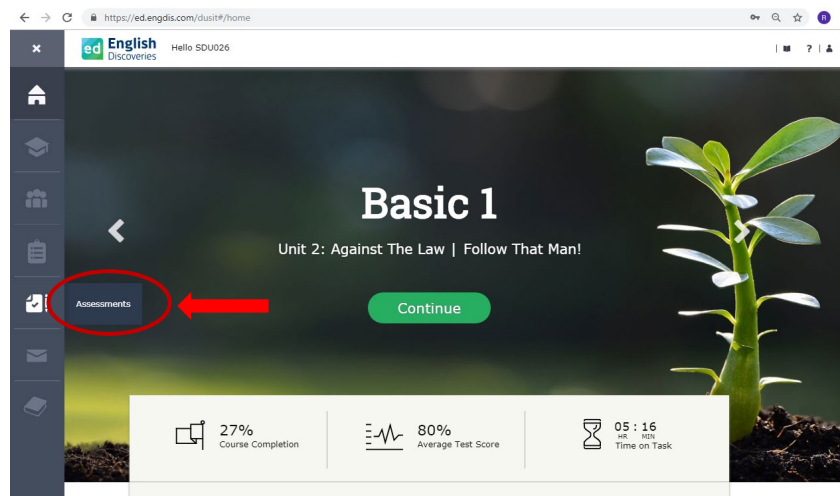 https://ed.engdis.com/dusit#/home
R
ed English
Discoveries
Hello SDU026
?
Basic 1
Unit 2: Against The Law | Follow That Man!
Assessments
Continue
27%
Course Completion
80%
Average Test Score
05 : 16
HR MIN
Time on Task